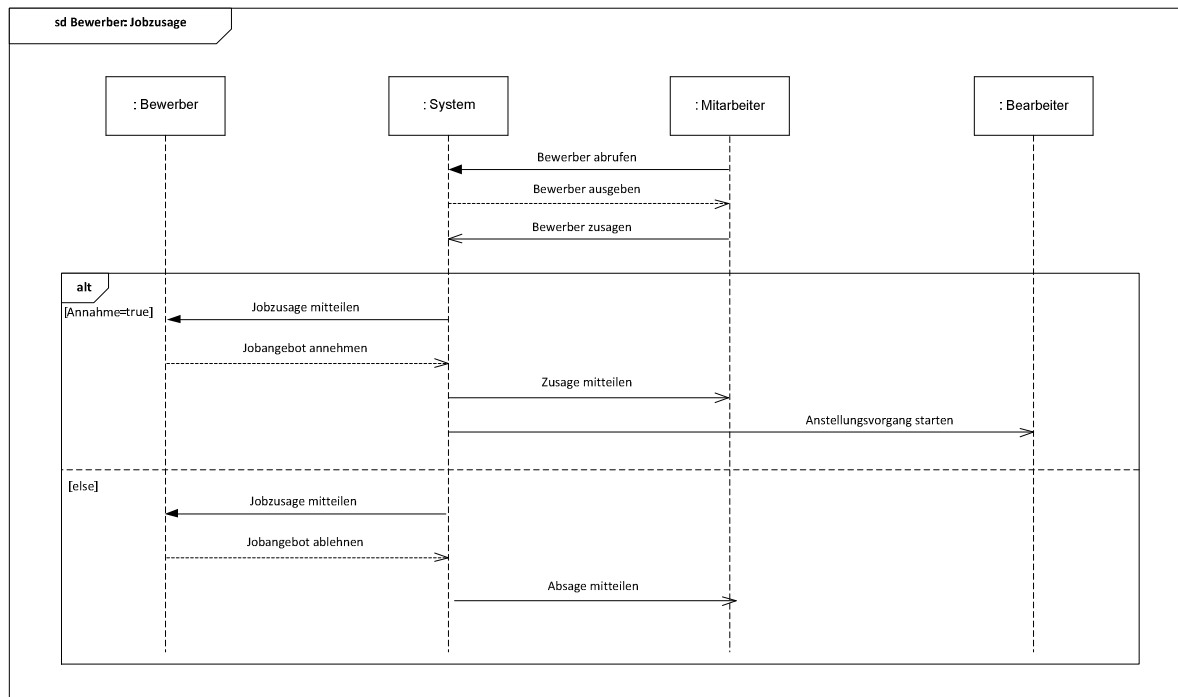 sd Bewerber: Jobzusage
: Bewerber
: System
: Mitarbeiter
: Bearbeiter
Bewerber abrufen
Bewerber ausgeben
Bewerber zusagen
alt
[Annahme=true]
Jobzusage mitteilen
Jobangebot annehmen
Zusage mitteilen
Anstellungsvorgang starten
[else]
Jobzusage mitteilen
Jobangebot ablehnen
Absage mitteilen